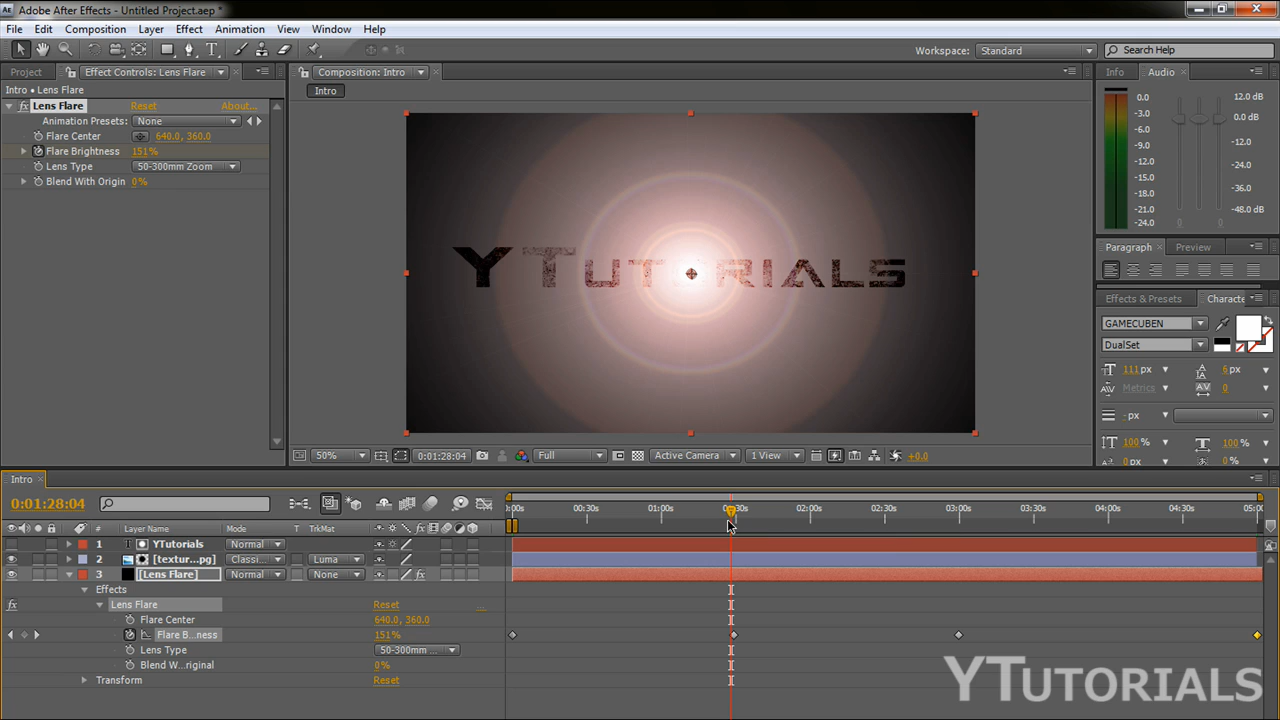 Adobe After Effects - Untitled Project.aep *
File Edit Composition Layer Effect Animation View Window Help
Workspace: Standard Search Help
Project Effect Controls: Lens Flare
Composition: Intro
Info Audio
Intro • Lens Flare
Intro
fx Lens Flare Reset About...
Animation Presets: None
Flare Center 640.0, 360.0
Flare Brightness 151%
Lens Type 50-300mm Zoom
Blend With Origin 0%
0.0 12.0 dB
-3.0 0.0 dB
-6.0
-9.0 -12.0
-12.0
-15.0 -24.0
-18.0 -36.0
-21.0
-24.0 -48.0 dB
0 0
YTUTORIALS
Paragraph Preview
Effects & Presets Characte
GAMECUBEN
DualSet
111 px 6 px
Metrics 0
- px
100 % 100 %
0 px 0 %
50% 0:01:28:04 Full Active Camera 1 View +0.0
Intro
0:01:28:04
0:00s 00:30s 01:00s 01:30s 02:00s 02:30s 03:00s 03:30s 04:00s 04:30s 05:00
# Layer Name Mode T TrkMat
1 T YTutorials Normal
2 [textur...pg] Classi... Luma
3 [Lens Flare] Normal None
Effects
fx Lens Flare Reset ...
Flare Center 640.0, 360.0
Flare B...ness 151%
Lens Type 50-300mm ...
Blend W...riginal 0%
Transform Reset
YTUTORIALS